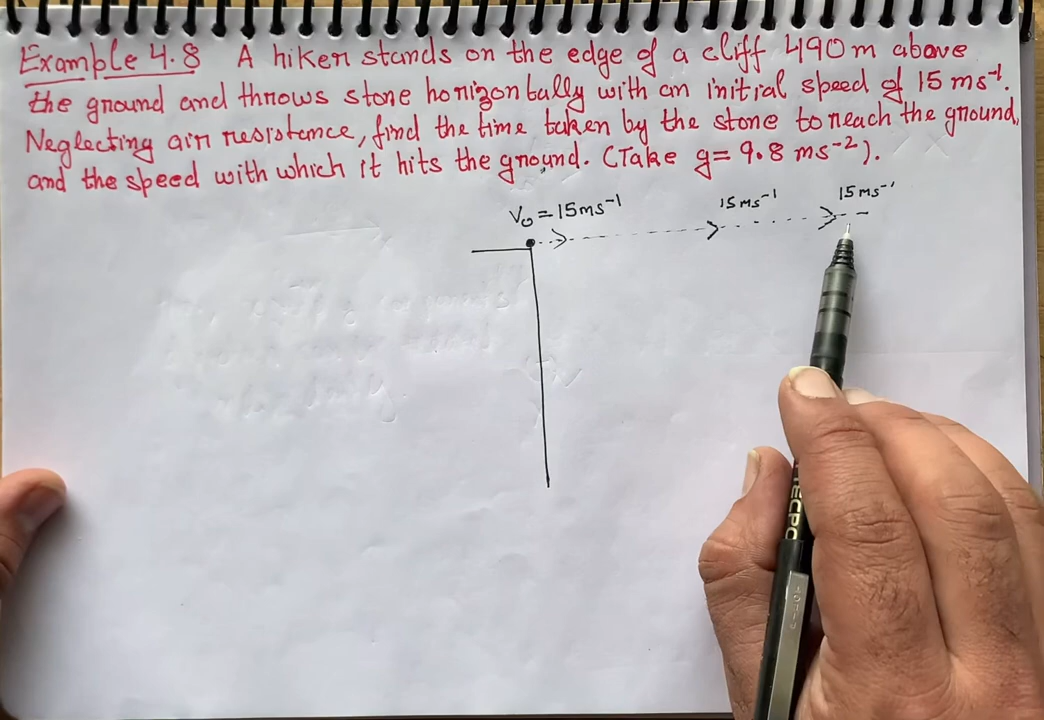 Example 4.8 A hiker stands on the edge of a cliff 490m above
the ground and throws stone horizontally with an initial speed of 15 ms⁻¹.
Neglecting air resistance, find the time taken by the stone to reach the ground,
and the speed with which it hits the ground. (Take g = 9.8 ms⁻²).
V₀ = 15ms⁻¹ 15ms⁻¹ 15ms⁻¹